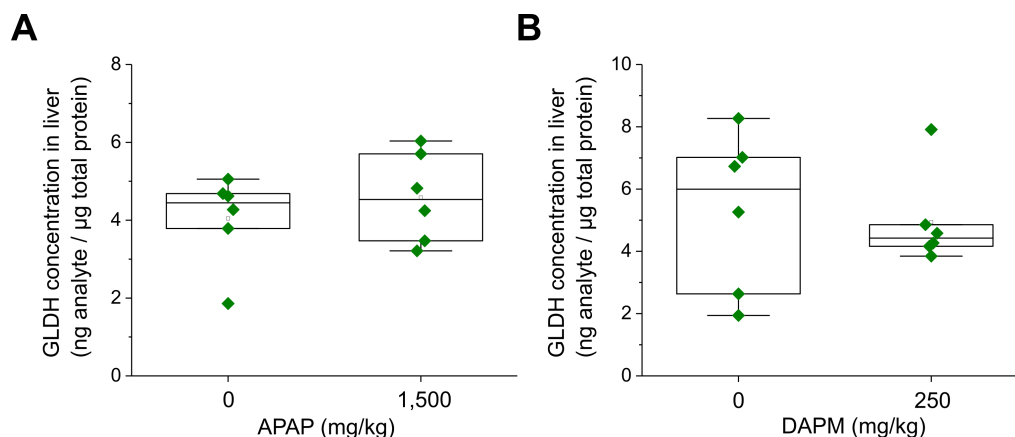 A
GLDH concentration in liver
(ng analyte / µg total protein)
8
6
4
2
0
0
1,500
APAP (mg/kg)
B
GLDH concentration in liver
(ng analyte / µg total protein)
10
8
6
4
2
0
0
250
DAPM (mg/kg)